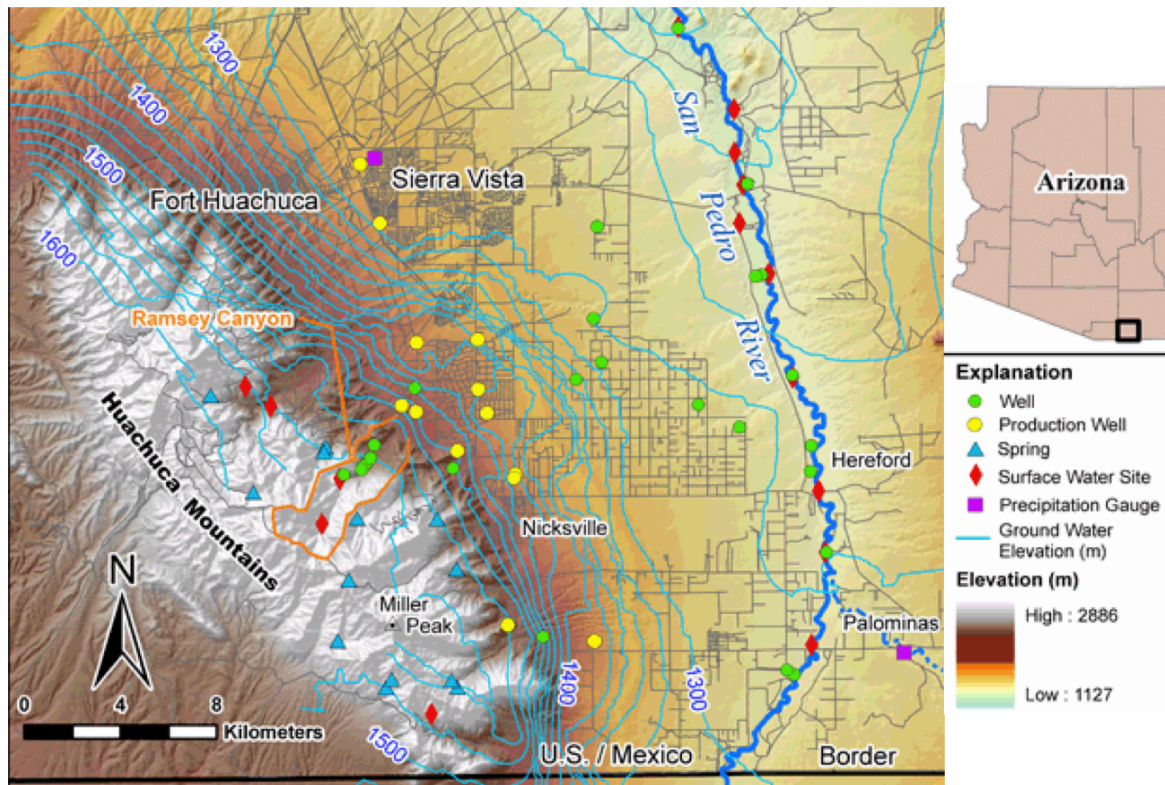 1300
1400
1500
1600
Fort Huachuca
Sierra Vista
San
Pedro
River
Ramsey Canyon
Huachuca Mountains
Hereford
Nicksville
Miller
Peak
Palominas
N
0 4 8
Kilometers
1400
1300
1500
U.S. / Mexico Border
Arizona
Explanation
Well
Production Well
Spring
Surface Water Site
Precipitation Gauge
Ground Water
Elevation (m)
Elevation (m)
High : 2886
Low : 1127